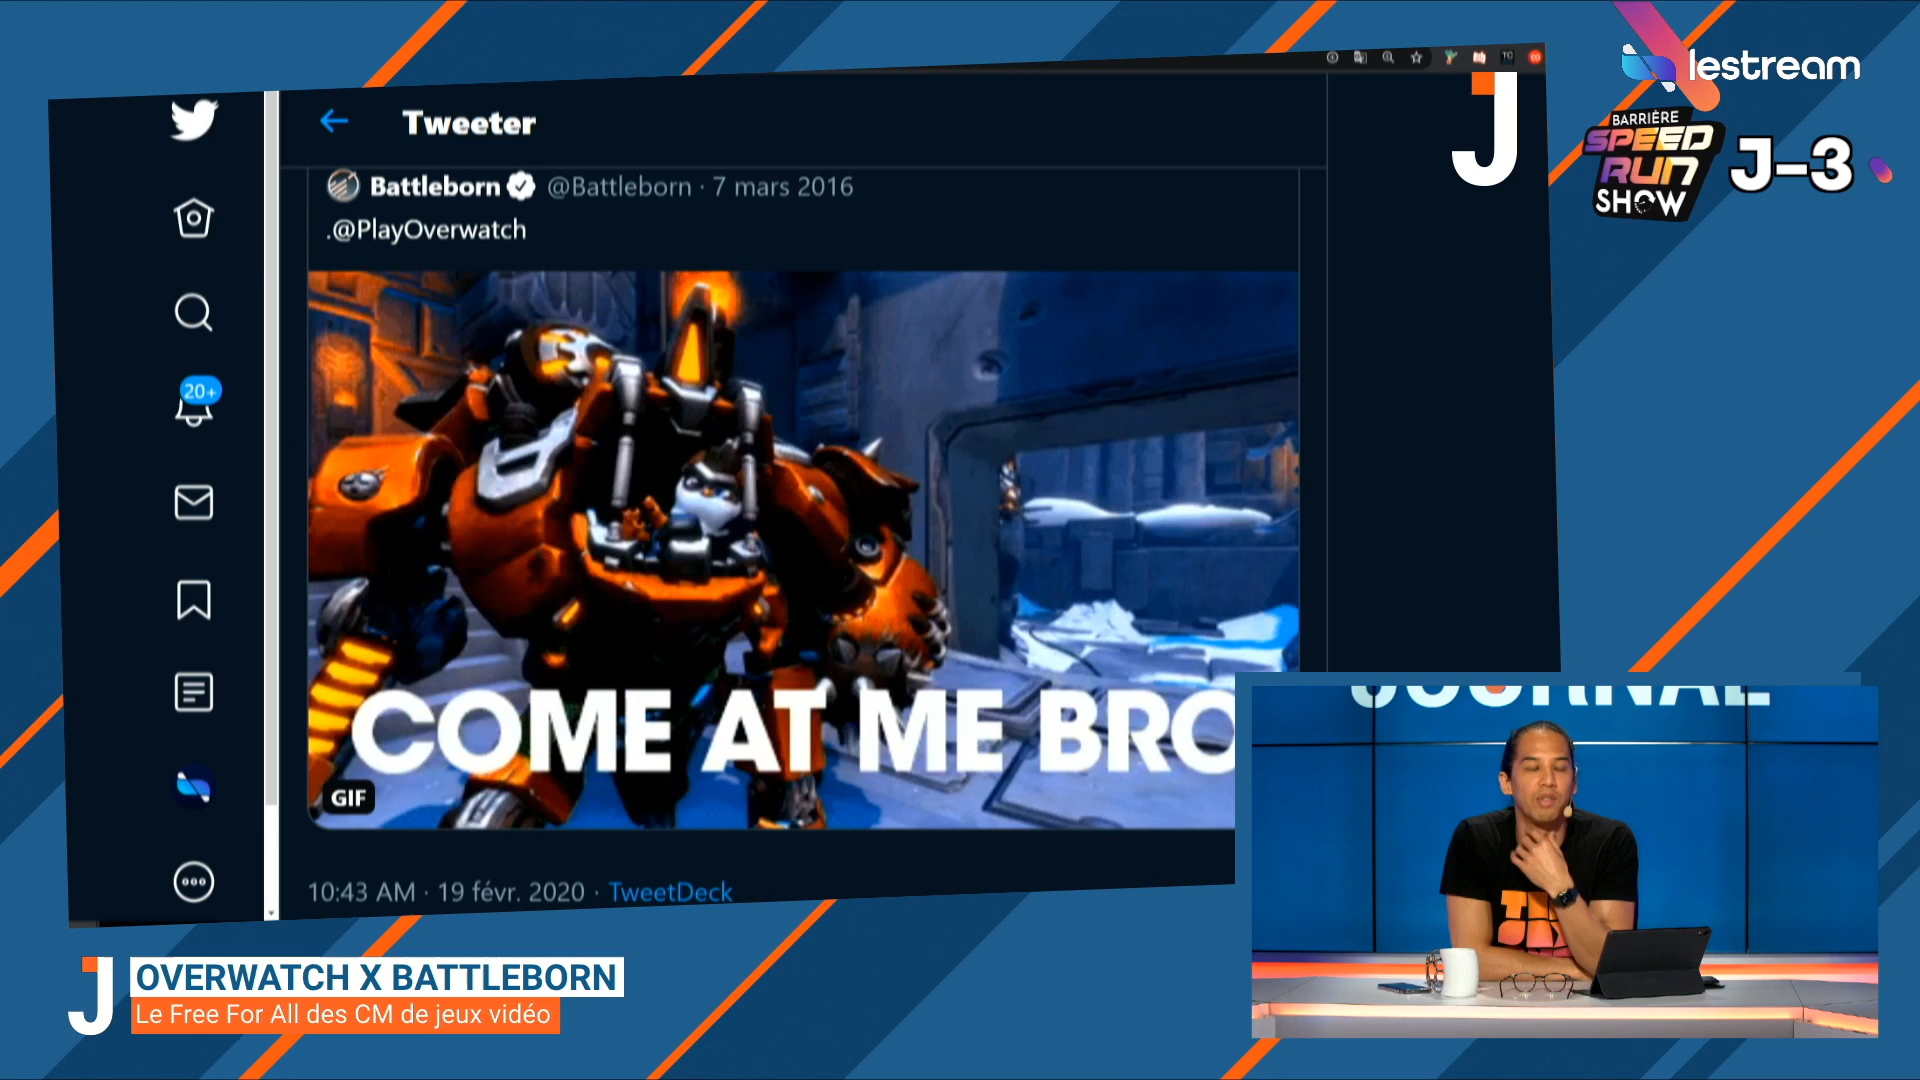 lestream
BARRIÈRE
SPEED
RUN
SHOW
J-3
J
Tweeter
Battleborn @Battleborn · 7 mars 2016
.@PlayOverwatch
20+
COME AT ME BRO
GIF
10:43 AM · 19 févr. 2020 · TweetDeck
JOURNAL
J
OVERWATCH X BATTLEBORN
Le Free For All des CM de jeux vidéo